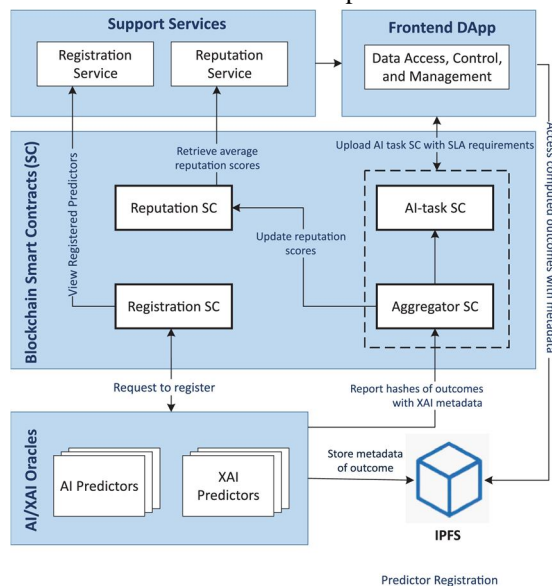 Support Services
Frontend DApp
Registration
Service
Reputation
Service
Data Access, Control,
and Management
Retrieve average
reputation scores
Upload AI task SC with SLA requirements
Access computed outcomes with metadata
Blockchain Smart Contracts (SC)
View Registered Predictors
Reputation SC
AI-task SC
Update reputation
scores
Registration SC
Aggregator SC
Request to register
Report hashes of outcomes
with XAI metadata
AI/XAI Oracles
AI Predictors
XAI
Predictors
Store metadata
of outcome
IPFS
Predictor Registration